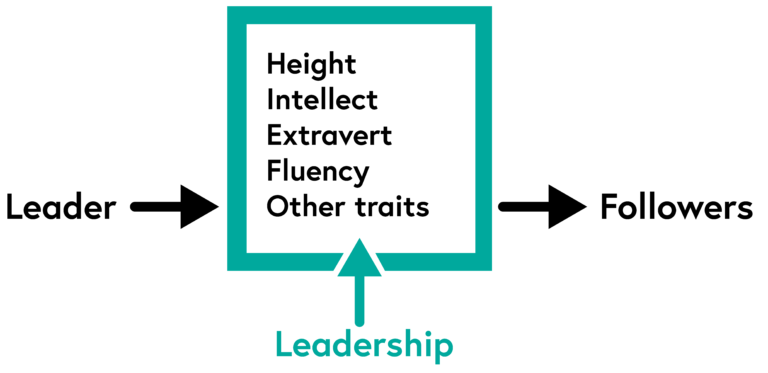 Height
Intellect
Extravert
Fluency
Other traits
Leader
Followers
Leadership